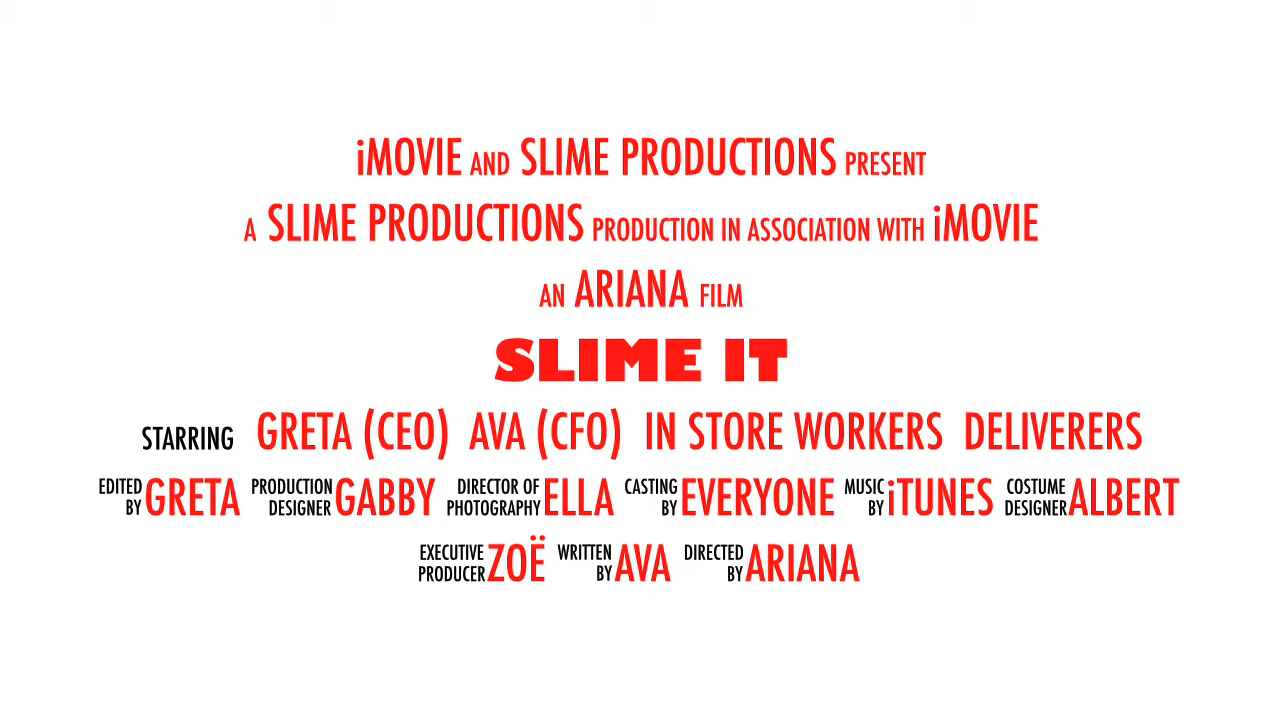 iMOVIE AND SLIME PRODUCTIONS PRESENT
A SLIME PRODUCTIONS PRODUCTION IN ASSOCIATION WITH iMOVIE
AN ARIANA FILM
SLIME IT
STARRING GRETA (CEO) AVA (CFO) IN STORE WORKERS DELIVERERS
EDITED BY GRETA PRODUCTION DESIGNER GABBY DIRECTOR OF PHOTOGRAPHY ELLA CASTING BY EVERYONE MUSIC BY iTUNES COSTUME DESIGNER ALBERT
EXECUTIVE PRODUCER ZOË WRITTEN BY AVA DIRECTED BY ARIANA